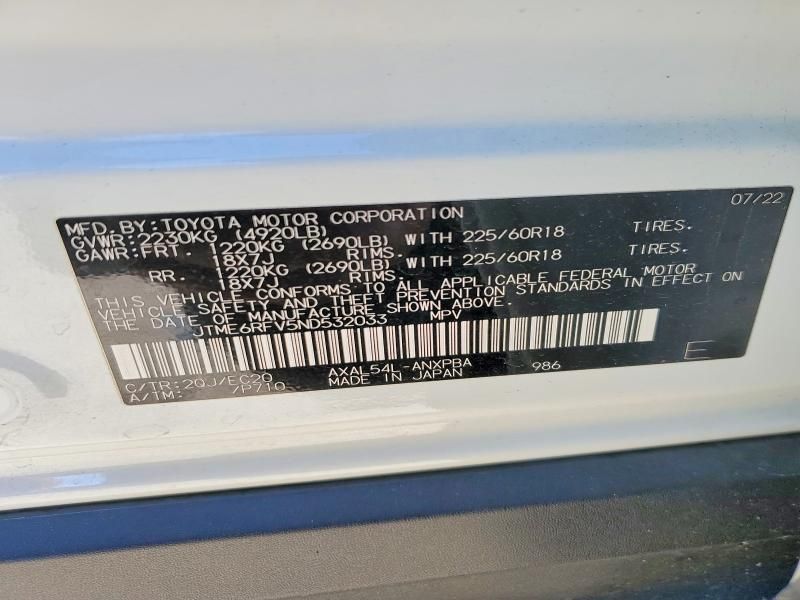 07/22
MFD. BY: TOYOTA MOTOR CORPORATION
GVWR: 2230KG (4920LB)
GAWR: FRT. 1220KG (2690LB) WITH 225/60R18 TIRES.
18X7J RIMS.
RR. 1220KG (2690LB) WITH 225/60R18 TIRES.
18X7J RIMS.
THIS VEHICLE CONFORMS TO ALL APPLICABLE FEDERAL MOTOR
VEHICLE SAFETY AND THEFT PREVENTION STANDARDS IN EFFECT ON
THE DATE OF MANUFACTURE SHOWN ABOVE.
JTME6RFV5ND532033 MPV
C/TR: 2QJ/EC20 AXAL54L-ANXPBA 986 E
A/TM: /P710 MADE IN JAPAN